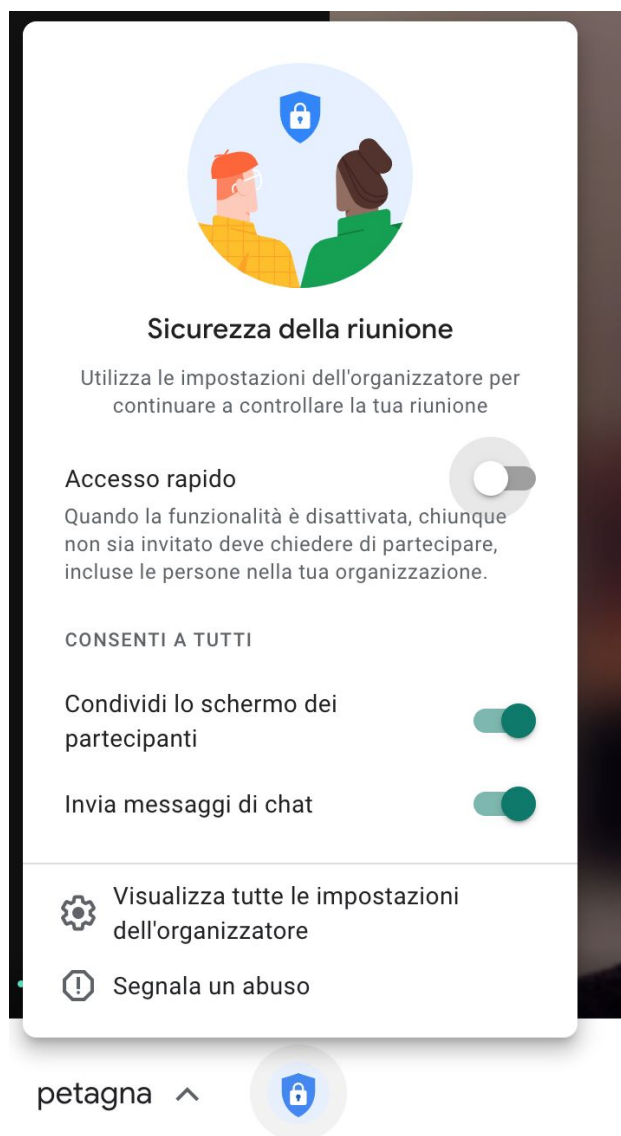 Sicurezza della riunione
Utilizza le impostazioni dell'organizzatore per
continuare a controllare la tua riunione
Accesso rapido
Quando la funzionalità è disattivata, chiunque
non sia invitato deve chiedere di partecipare,
incluse le persone nella tua organizzazione.
CONSENTI A TUTTI
Condividi lo schermo dei
partecipanti
Invia messaggi di chat
Visualizza tutte le impostazioni
dell'organizzatore
Segnala un abuso
petagna